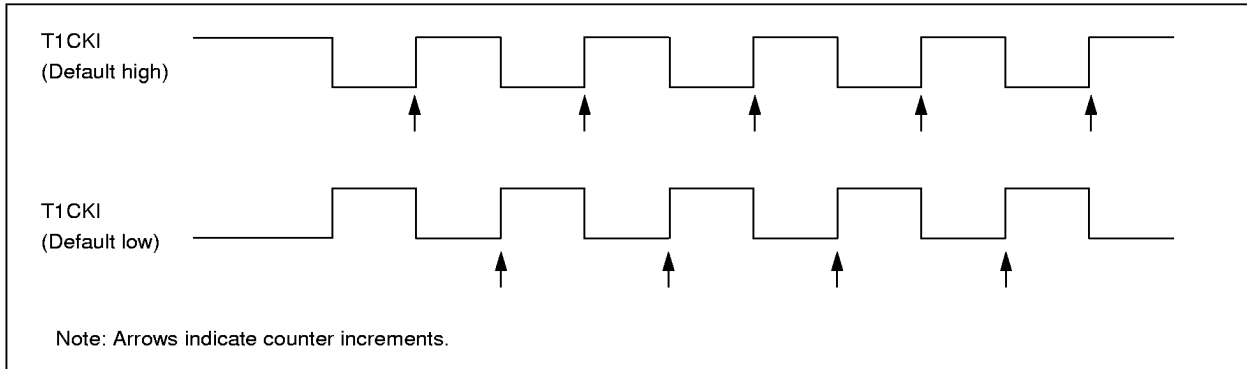 T1CKI
(Default high)
T1CKI
(Default low)
Note: Arrows indicate counter increments.